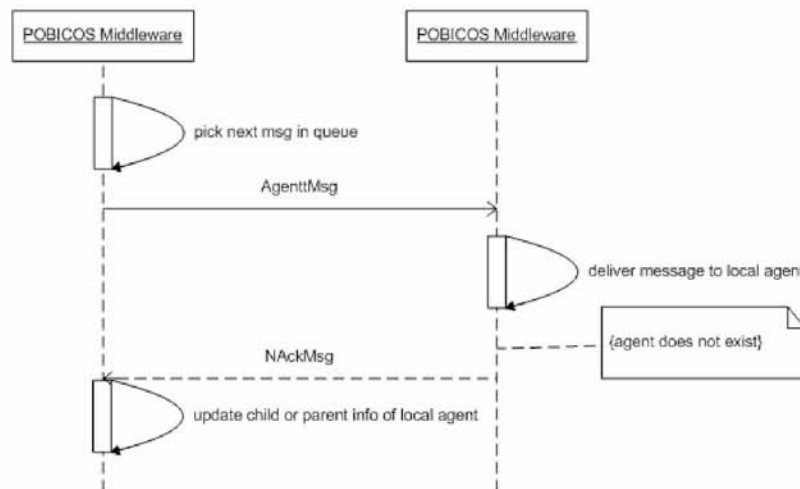 POBICOS Middleware
POBICOS Middleware
pick next msg in queue
AgenttMsg
deliver message to local agent
{agent does not exist}
NAckMsg
update child or parent info of local agent